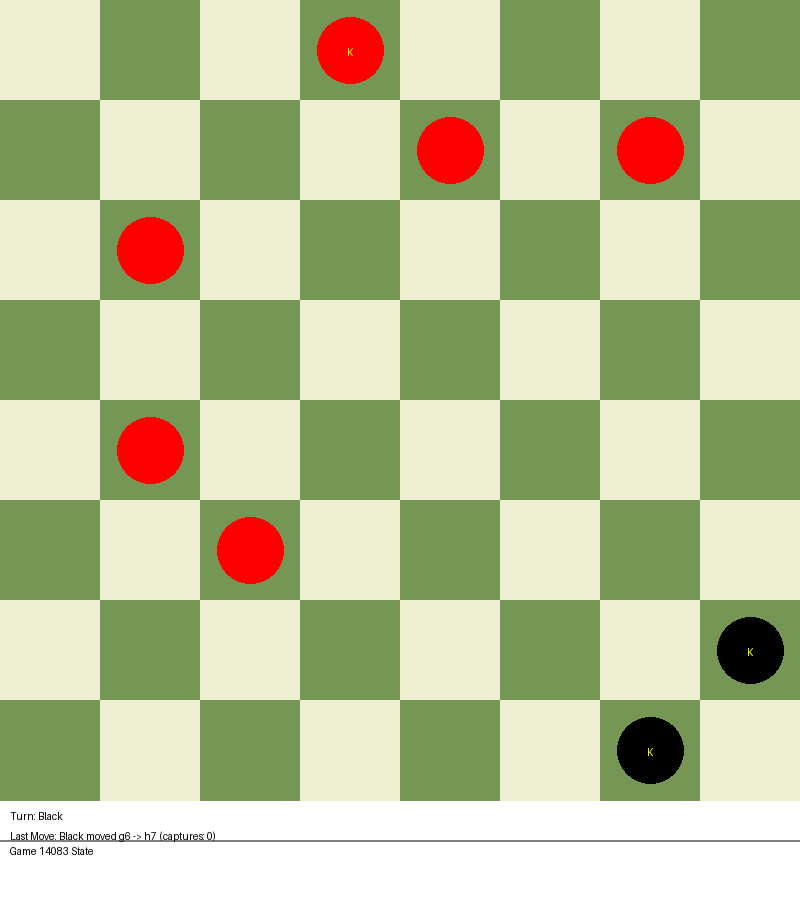 K
K
K
Turn: Black
Last Move: Black moved g6 -> h7 (captures: 0)
Game 14083 State